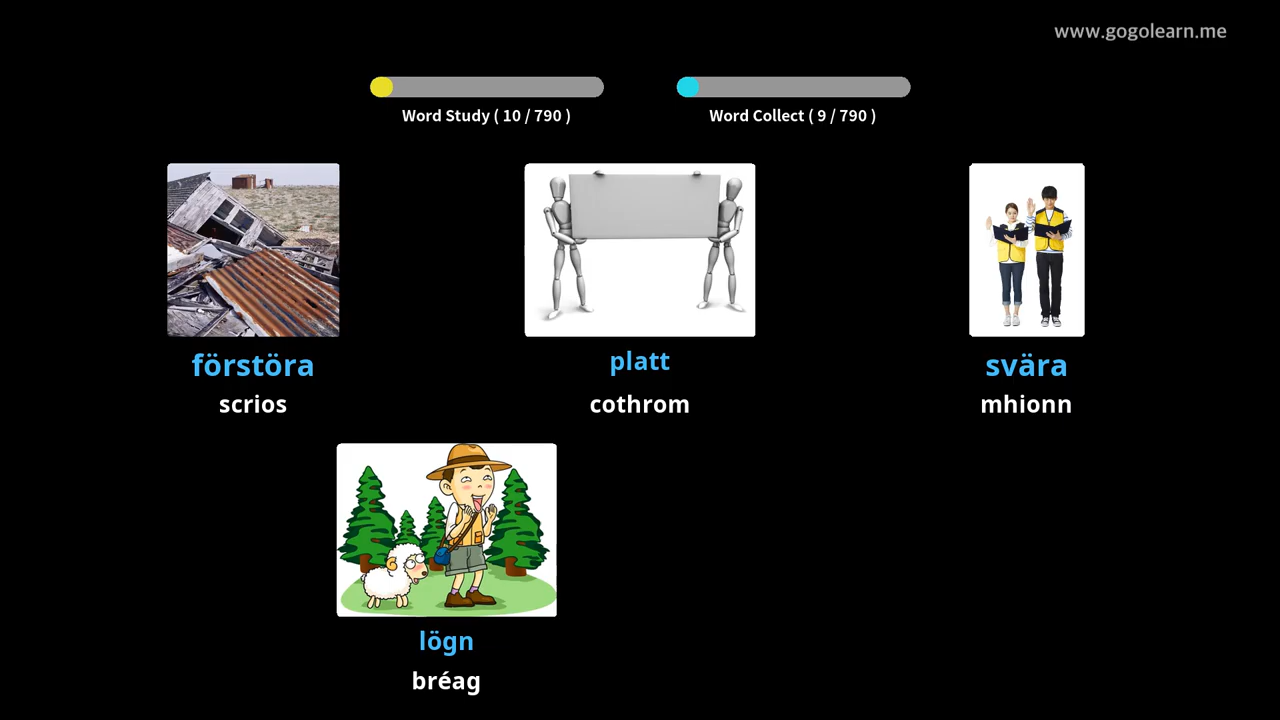 www.gogolearn.me
Word Study ( 10 / 790 )
Word Collect ( 9 / 790 )
förstöra
scrios
platt
cothrom
svära
mhionn
lögn
bréag